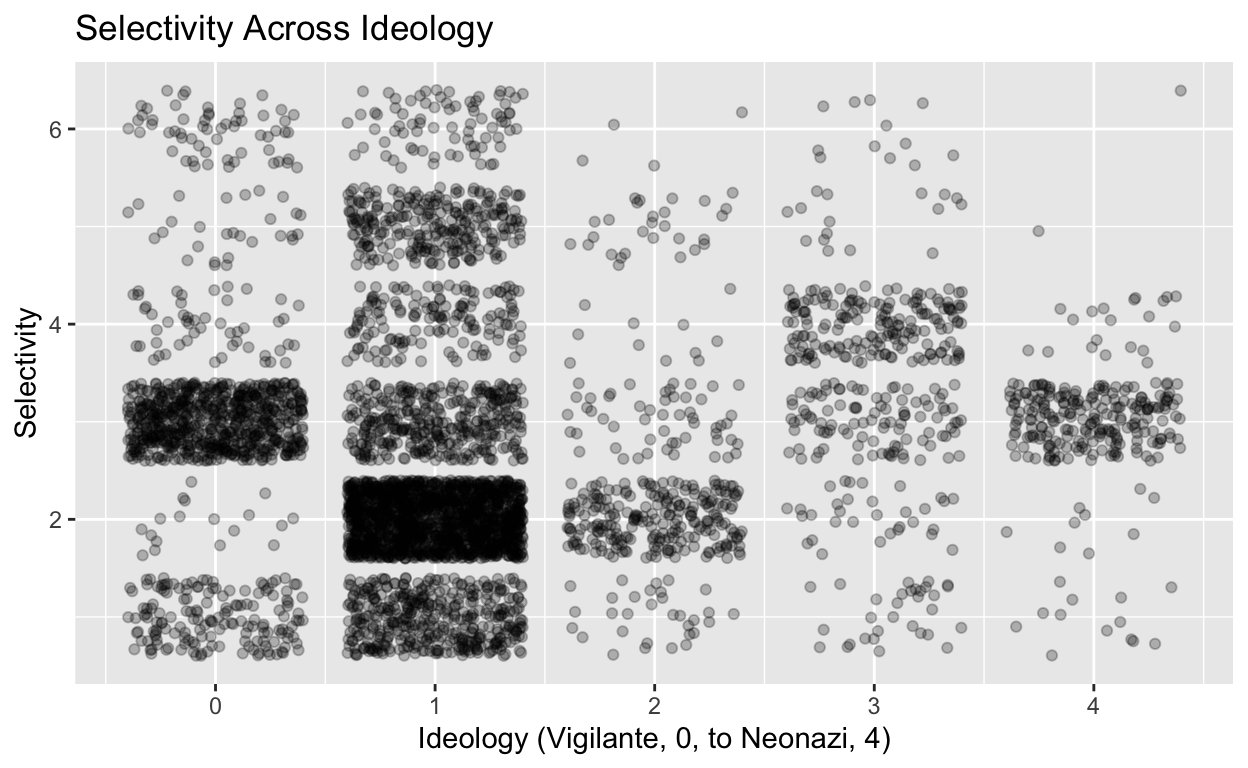 Selectivity Across Ideology
Selectivity
6
4
2
0 1 2 3 4
Ideology (Vigilante, 0, to Neonazi, 4)